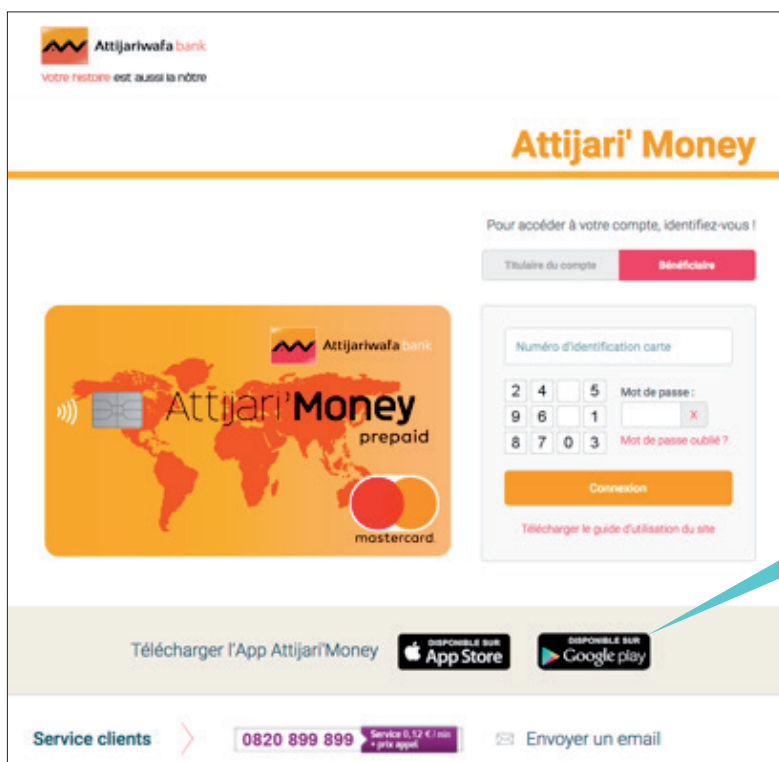 Attijariwafa bank
Votre histoire est aussi la nôtre
Attijari' Money
Pour accéder à votre compte, identifiez-vous !
Titulaire du compte
Bénéficiaire
Attijariwafa bank
Attijari'Money
prepaid
mastercard.
Numéro d'identification carte
2 4 5
9 6 1
8 7 0 3
Mot de passe :
X
Mot de passe oublié ?
Connexion
Télécharger le guide d'utilisation du site
Télécharger l'App Attijari'Money
DISPONIBLE SUR
App Store
DISPONIBLE SUR
Google play
Service clients
0820 899 899
Service 0,12 € / min
+ prix appel
Envoyer un email